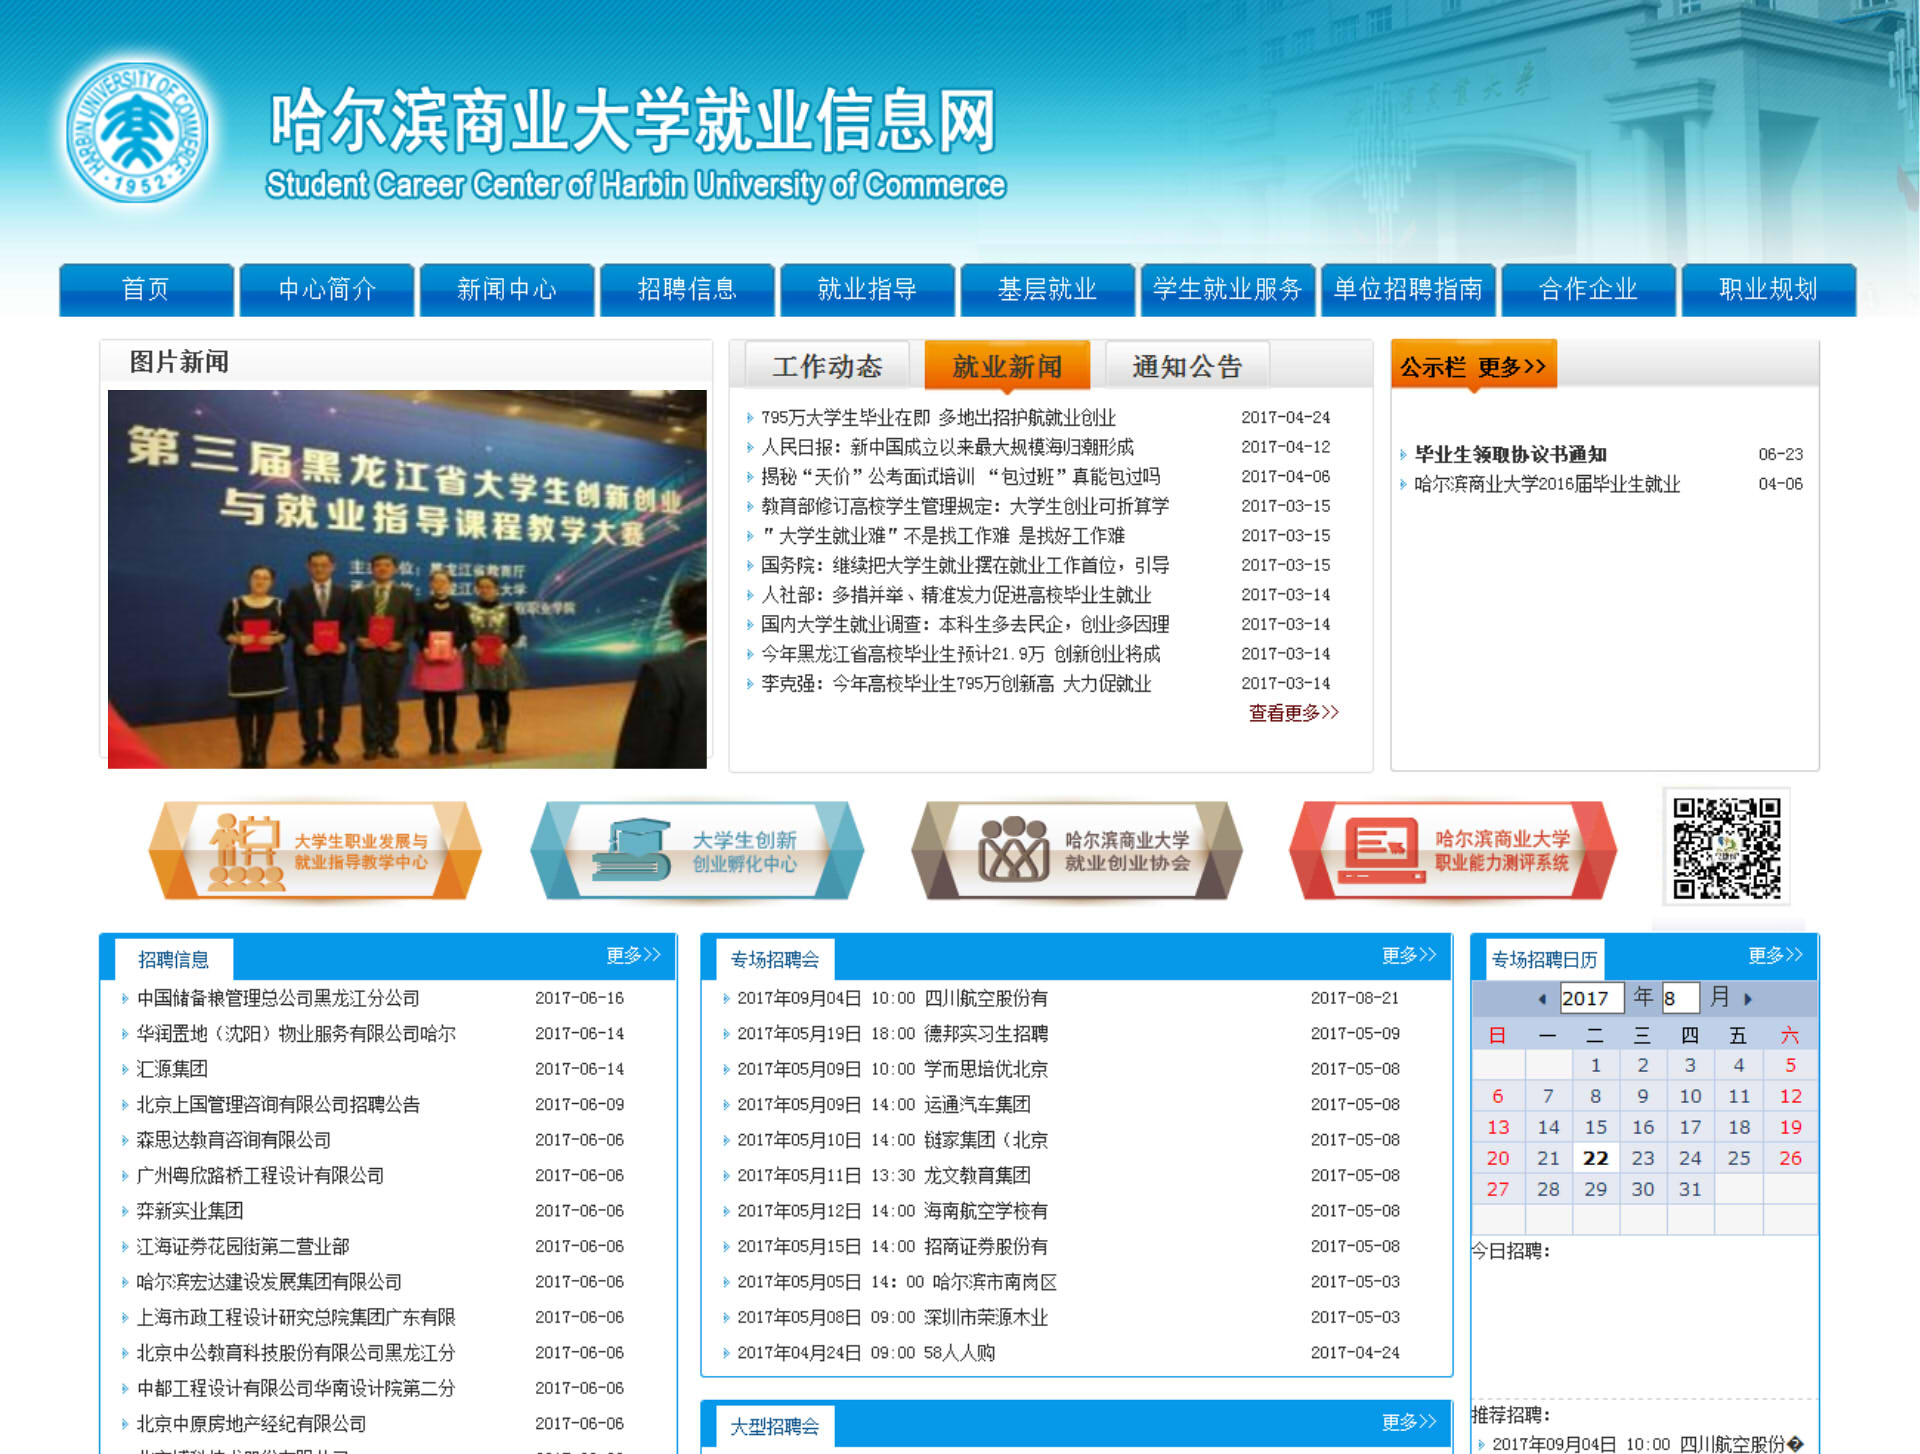 HARBIN UNIVERSITY OF COMMERCE
·1952·
哈尔滨商业大学就业信息网
Student Career Center of Harbin University of Commerce
首页 中心简介 新闻中心 招聘信息 就业指导 基层就业 学生就业服务 单位招聘指南 合作企业 职业规划
图片新闻
第三届黑龙江省大学生创新创业
与就业指导课程教学大赛
工作动态 就业新闻 通知公告
795万大学生毕业在即 多地出招护航就业创业 2017-04-24
人民日报：新中国成立以来最大规模海归潮形成 2017-04-12
揭秘“天价”公考面试培训 “包过班”真能包过吗 2017-04-06
教育部修订高校学生管理规定：大学生创业可折算学 2017-03-15
"大学生就业难"不是找工作难 是找好工作难 2017-03-15
国务院：继续把大学生就业摆在就业工作首位，引导 2017-03-15
人社部：多措并举、精准发力促进高校毕业生就业 2017-03-14
国内大学生就业调查：本科生多去民企，创业多因理 2017-03-14
今年黑龙江省高校毕业生预计21.9万 创新创业将成 2017-03-14
李克强：今年高校毕业生795万创新高 大力促就业 2017-03-14
查看更多>>
公示栏 更多>>
毕业生领取协议书通知 06-23
哈尔滨商业大学2016届毕业生就业 04-06
大学生职业发展与
就业指导教学中心
大学生创新
创业孵化中心
哈尔滨商业大学
就业创业协会
哈尔滨商业大学
职业能力测评系统
招聘信息 更多>>
中国储备粮管理总公司黑龙江分公司 2017-06-16
华润置地（沈阳）物业服务有限公司哈尔 2017-06-14
汇源集团 2017-06-14
北京上国管理咨询有限公司招聘公告 2017-06-09
森思达教育咨询有限公司 2017-06-06
广州粤欣路桥工程设计有限公司 2017-06-06
弈新实业集团 2017-06-06
江海证券花园街第二营业部 2017-06-06
哈尔滨宏达建设发展集团有限公司 2017-06-06
上海市政工程设计研究总院集团广东有限 2017-06-06
北京中公教育科技股份有限公司黑龙江分 2017-06-06
中都工程设计有限公司华南设计院第二分 2017-06-06
北京中原房地产经纪有限公司 2017-06-06
专场招聘会 更多>>
2017年09月04日 10:00 四川航空股份有 2017-08-21
2017年05月19日 18:00 德邦实习生招聘 2017-05-09
2017年05月09日 10:00 学而思培优北京 2017-05-08
2017年05月09日 14:00 运通汽车集团 2017-05-08
2017年05月10日 14:00 链家集团（北京 2017-05-08
2017年05月11日 13:30 龙文教育集团 2017-05-08
2017年05月12日 14:00 海南航空学校有 2017-05-08
2017年05月15日 14:00 招商证券股份有 2017-05-08
2017年05月05日 14：00 哈尔滨市南岗区 2017-05-03
2017年05月08日 09:00 深圳市荣源木业 2017-05-03
2017年04月24日 09:00 58人人购 2017-04-24
大型招聘会 更多>>
专场招聘日历 更多>>
2017 年 8 月
日 一 二 三 四 五 六
1 2 3 4 5
6 7 8 9 10 11 12
13 14 15 16 17 18 19
20 21 22 23 24 25 26
27 28 29 30 31
今日招聘：
推荐招聘：
2017年09月04日 10:00 四川航空股份�